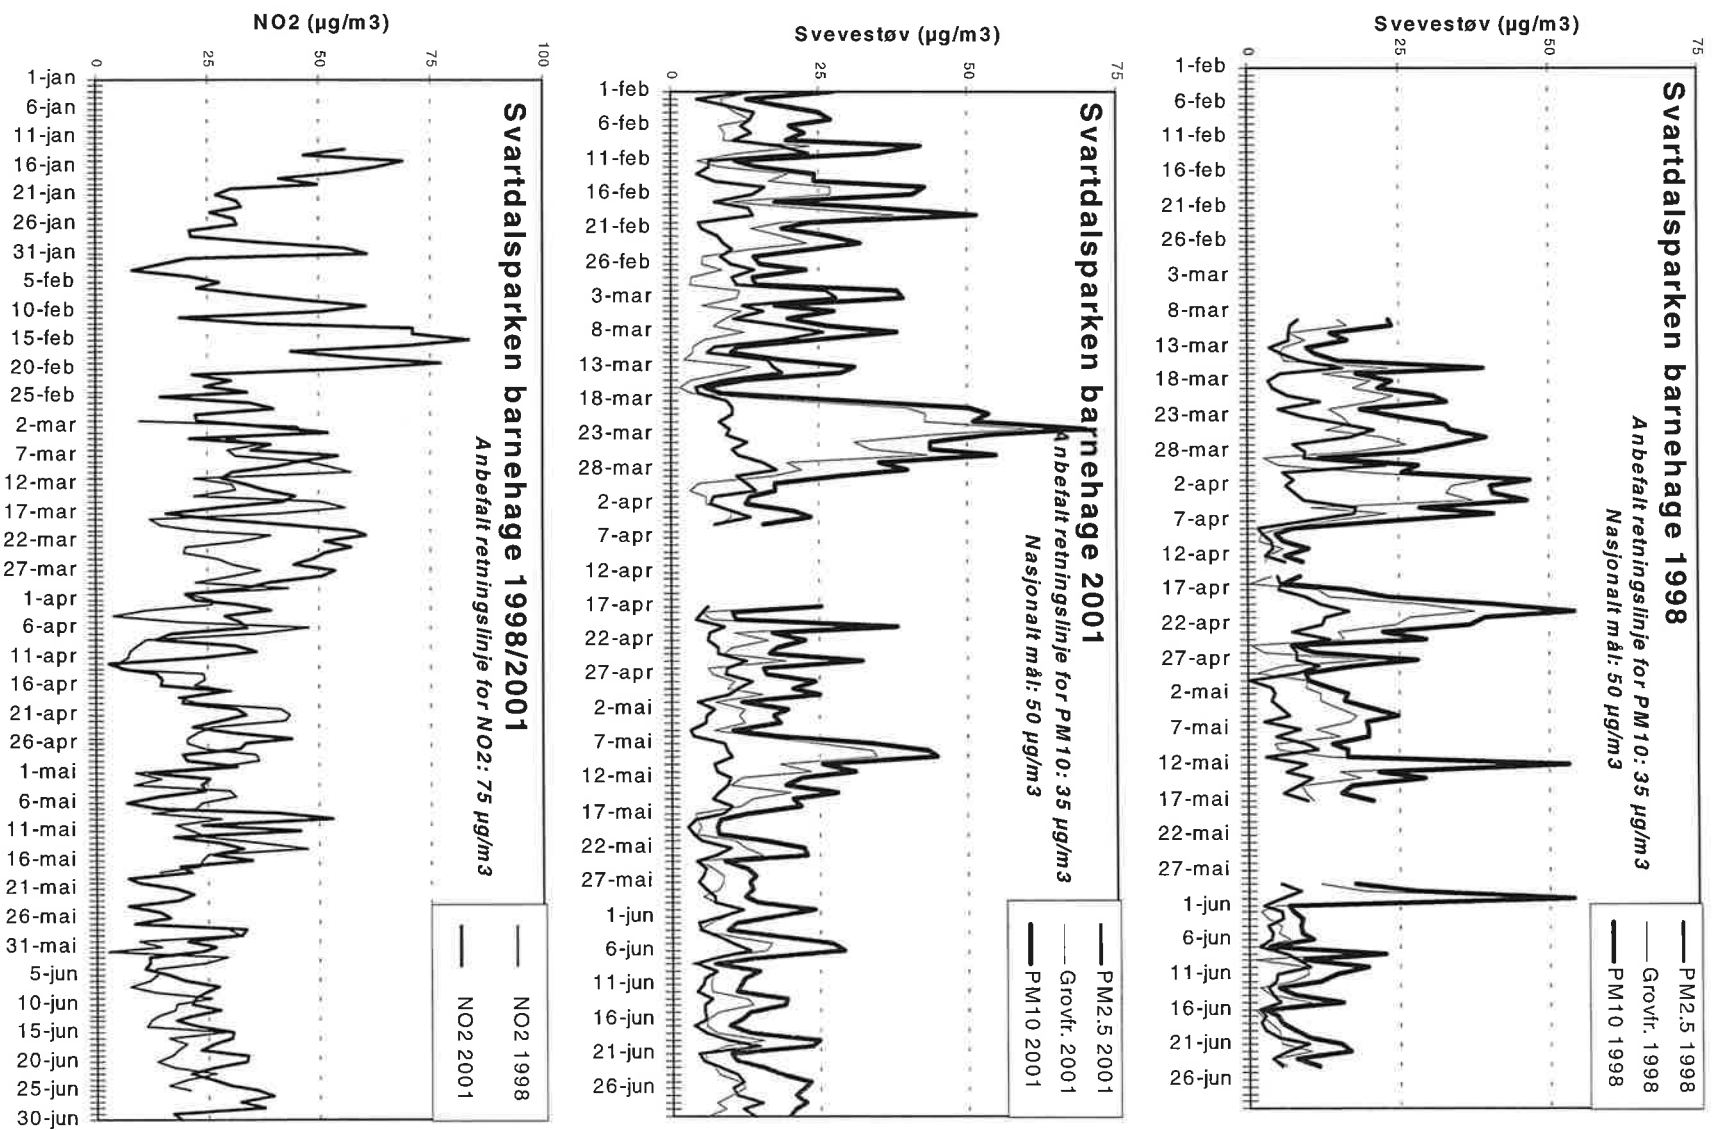 Svartdalsparken barnehage 1998
Anbefalt retningslinje for PM10: 35 µg/m3
Nasjonalt mål: 50 µg/m3
Svevestøv (µg/m3)
75
50
25
0
PM2.5 1998
Grovfr. 1998
PM10 1998
1-feb
6-feb
11-feb
16-feb
21-feb
26-feb
3-mar
8-mar
13-mar
18-mar
23-mar
28-mar
2-apr
7-apr
12-apr
17-apr
22-apr
27-apr
2-mai
7-mai
12-mai
17-mai
22-mai
27-mai
1-jun
6-jun
11-jun
16-jun
21-jun
26-jun
Svartdalsparken barnehage 2001
Anbefalt retningslinje for PM10: 35 µg/m3
Nasjonalt mål: 50 µg/m3
Svevestøv (µg/m3)
75
50
25
0
PM2.5 2001
Grovfr. 2001
PM10 2001
1-feb
6-feb
11-feb
16-feb
21-feb
26-feb
3-mar
8-mar
13-mar
18-mar
23-mar
28-mar
2-apr
7-apr
12-apr
17-apr
22-apr
27-apr
2-mai
7-mai
12-mai
17-mai
22-mai
27-mai
1-jun
6-jun
11-jun
16-jun
21-jun
26-jun
Svartdalsparken barnehage 1998/2001
Anbefalt retningslinje for NO2: 75 µg/m3
NO2 (µg/m3)
100
75
50
25
0
NO2 1998
NO2 2001
1-jan
6-jan
11-jan
16-jan
21-jan
26-jan
31-jan
5-feb
10-feb
15-feb
20-feb
25-feb
2-mar
7-mar
12-mar
17-mar
22-mar
27-mar
1-apr
6-apr
11-apr
16-apr
21-apr
26-apr
1-mai
6-mai
11-mai
16-mai
21-mai
26-mai
31-mai
5-jun
10-jun
15-jun
20-jun
25-jun
30-jun